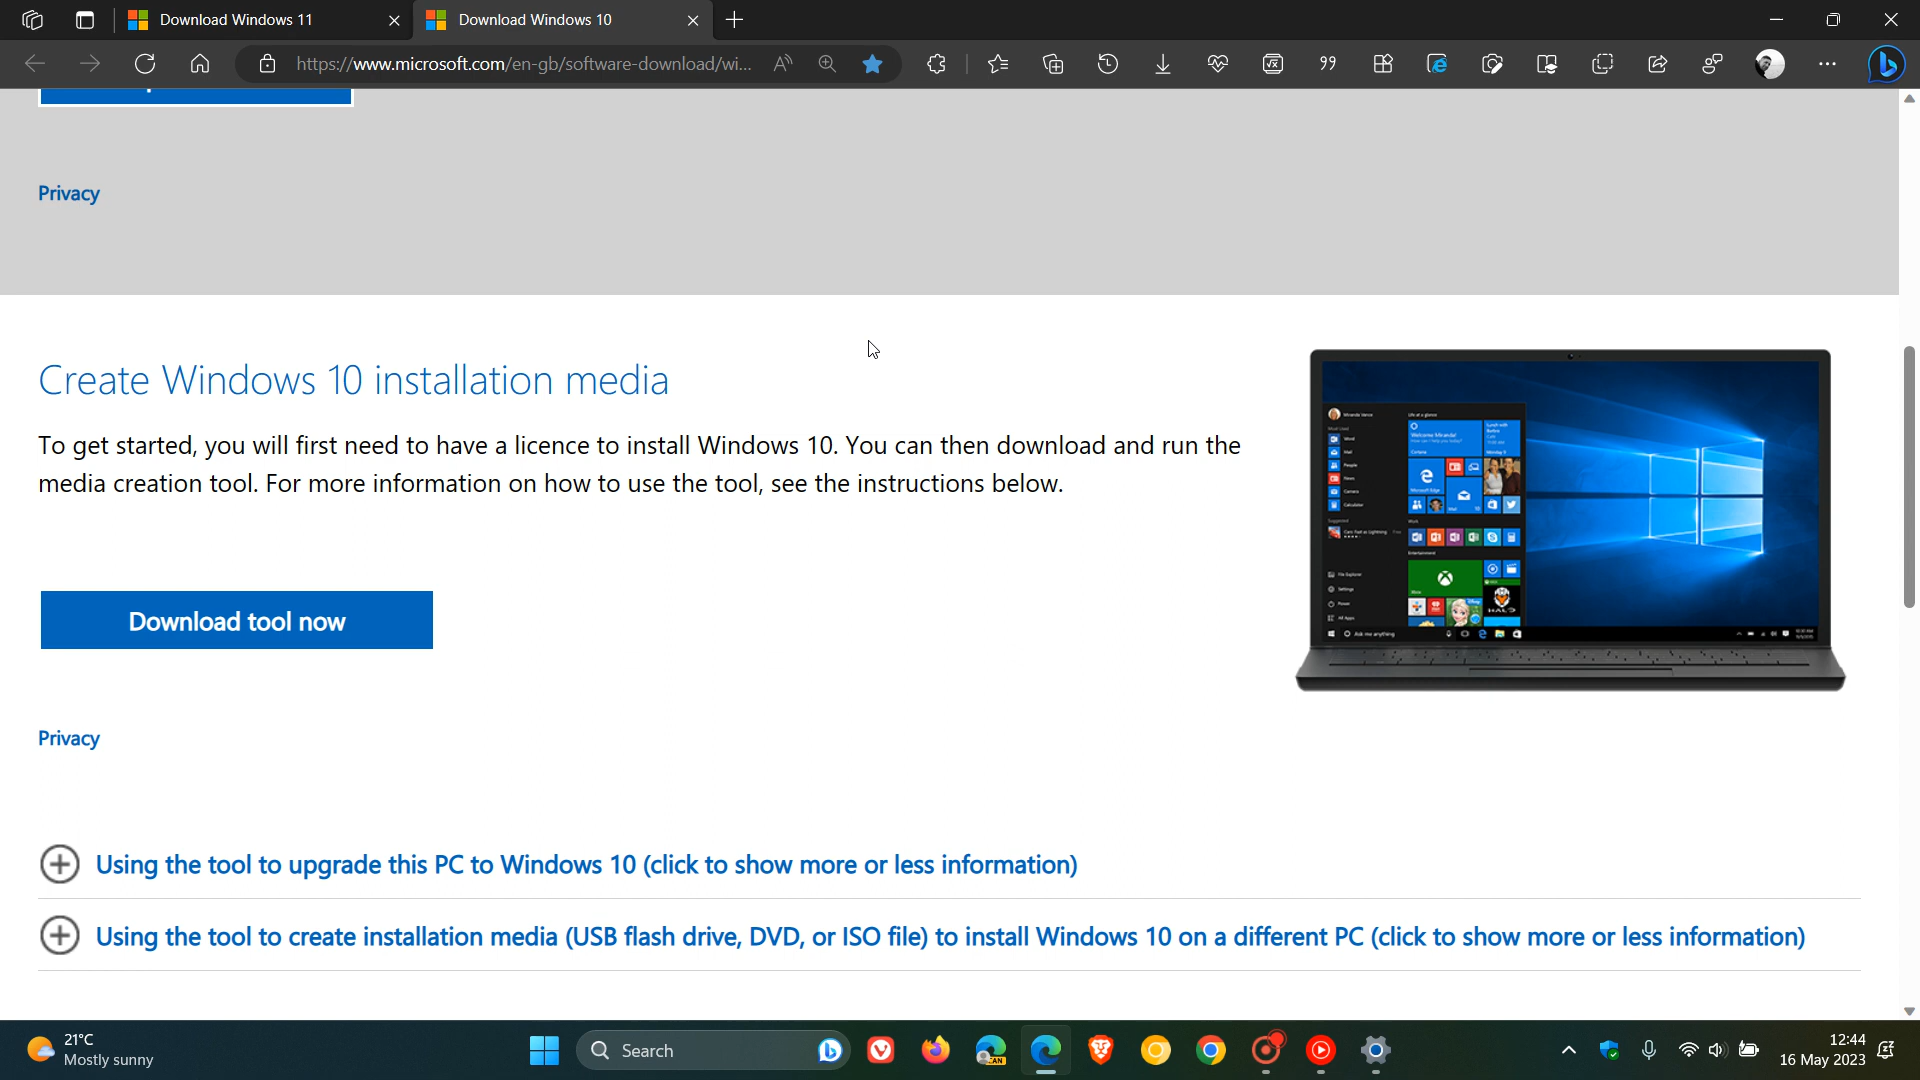 Download Windows 11
Download Windows 10
https://www.microsoft.com/en-gb/software-download/wi...
Privacy
Create Windows 10 installation media
To get started, you will first need to have a licence to install Windows 10. You can then download and run the
media creation tool. For more information on how to use the tool, see the instructions below.
Download tool now
Privacy
Using the tool to upgrade this PC to Windows 10 (click to show more or less information)
Using the tool to create installation media (USB flash drive, DVD, or ISO file) to install Windows 10 on a different PC (click to show more or less information)
21°C
Mostly sunny
Search
CAN
12:44
16 May 2023